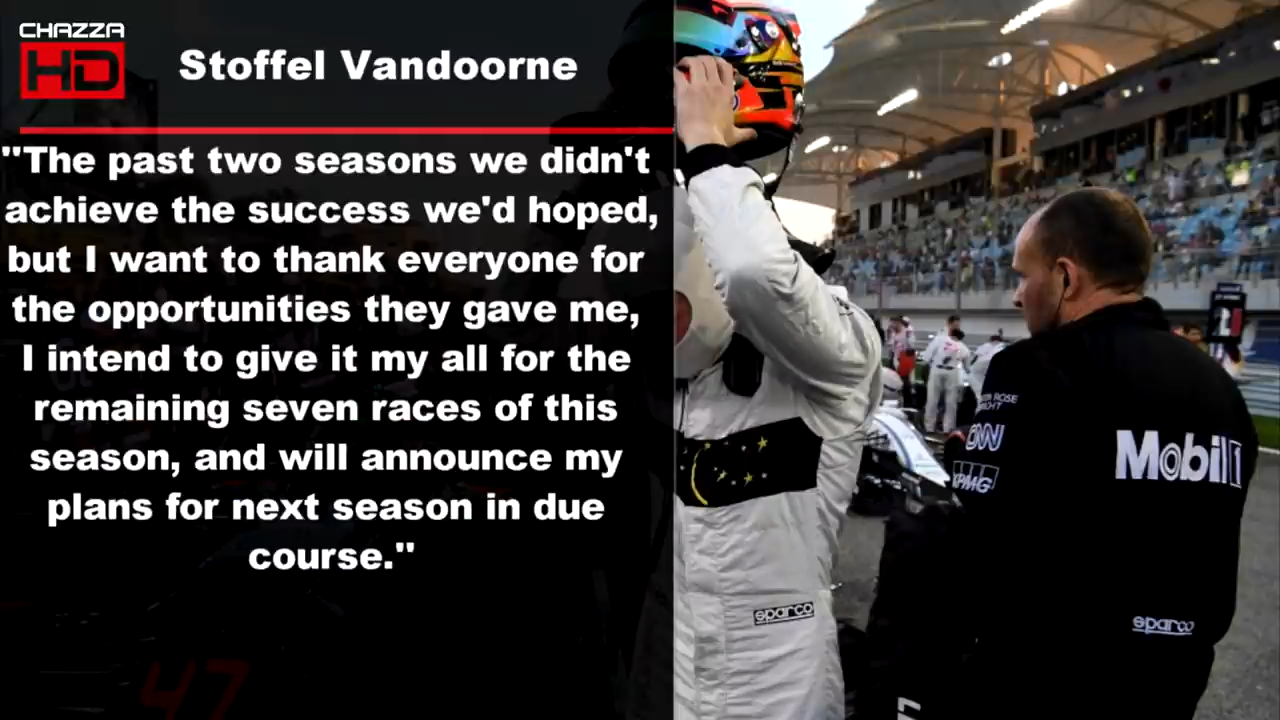 CHAZZA
HD
Stoffel Vandoorne
"The past two seasons we didn't
achieve the success we'd hoped,
but I want to thank everyone for
the opportunities they gave me,
I intend to give it my all for the
remaining seven races of this
season, and will announce my
plans for next season in due
course."
CNN
KPMG
Mobil 1
sparco
sparco
47